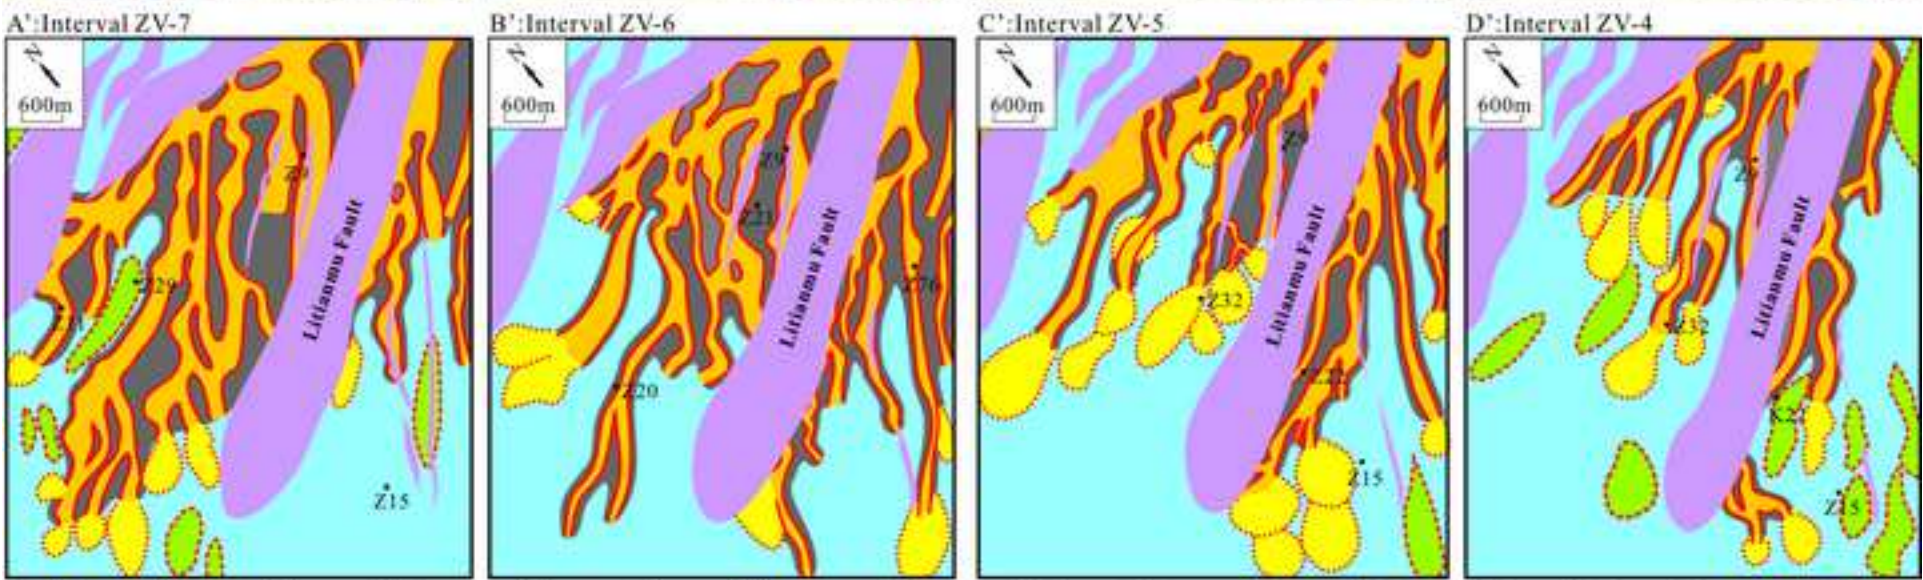 A':Interval ZV-7
B':Interval ZV-6
C':Interval ZV-5
D':Interval ZV-4
Z
600m
Z9
Z29
Z21
Litianmu Fault
Z15
Z
600m
Z9
Z21
Litianmu Fault
Z76
Z20
Z
600m
Z9
Litianmu Fault
Z32
Z22
Z15
Z
600m
Z9
Litianmu Fault
Z32
K22
Z15